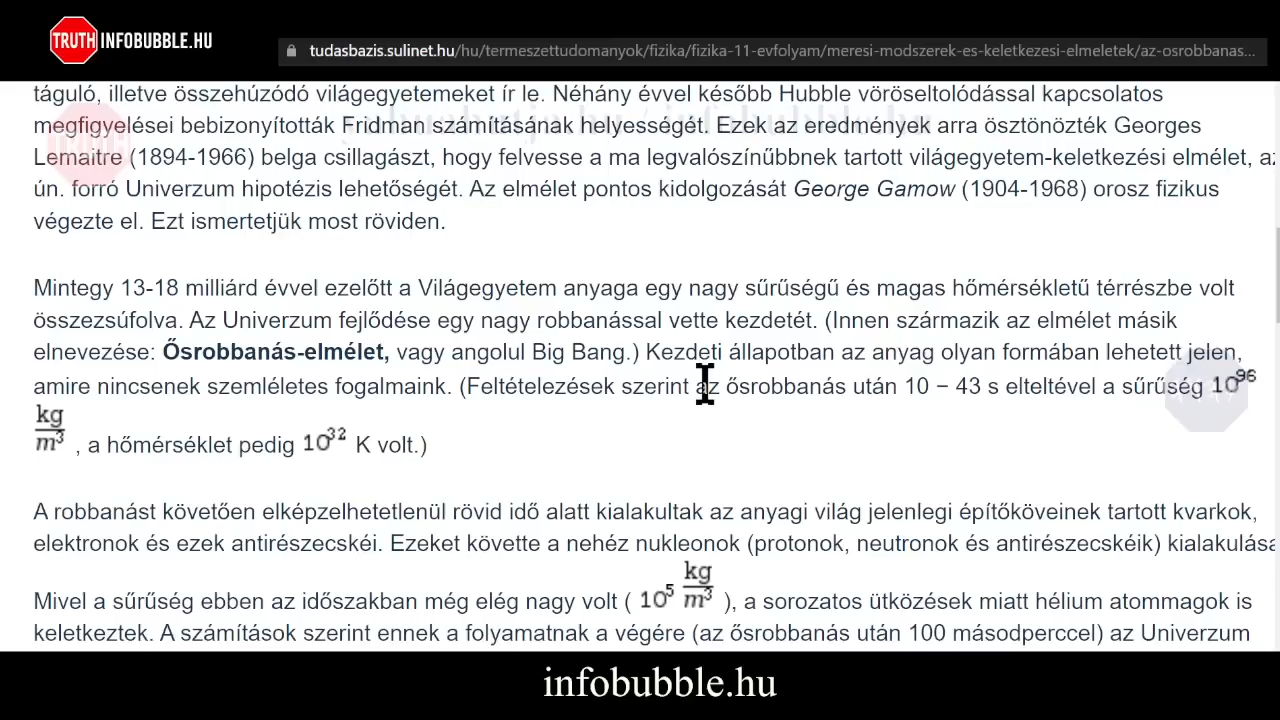 TRUTH INFOBUBBLE.HU
tudasbazis.sulinet.hu/hu/termeszettudomanyok/fizika/fizika-11-evfolyam/meresi-modszerek-es-keletkezesi-elmeletek/az-osrobbanas...
táguló, illetve összehúzódó világegyetemeket ír le. Néhány évvel később Hubble vöröseltolódással kapcsolatos
megfigyelései bebizonyították Fridman számításának helyességét. Ezek az eredmények arra ösztönözték Georges
Lemaitre (1894-1966) belga csillagászt, hogy felvesse a ma legvalószínűbbnek tartott világegyetem-keletkezési elmélet, az
ún. forró Univerzum hipotézis lehetőségét. Az elmélet pontos kidolgozását George Gamow (1904-1968) orosz fizikus
végezte el. Ezt ismertetjük most röviden.
Mintegy 13-18 milliárd évvel ezelőtt a Világegyetem anyaga egy nagy sűrűségű és magas hőmérsékletű térrészbe volt
összezsúfolva. Az Univerzum fejlődése egy nagy robbanással vette kezdetét. (Innen származik az elmélet másik
elnevezése: Ősrobbanás-elmélet, vagy angolul Big Bang.) Kezdeti állapotban az anyag olyan formában lehetett jelen,
amire nincsenek szemléletes fogalmaink. (Feltételezések szerint az ősrobbanás után 10 − 43 s elteltével a sűrűség 10^96
kg/m³ , a hőmérséklet pedig 10^32 K volt.)
A robbanást követően elképzelhetetlenül rövid idő alatt kialakultak az anyagi világ jelenlegi építőköveinek tartott kvarkok,
elektronok és ezek antirészecskéi. Ezeket követte a nehéz nukleonok (protonok, neutronok és antirészecskéik) kialakulása
Mivel a sűrűség ebben az időszakban még elég nagy volt ( 10^5 kg/m³ ), a sorozatos ütközések miatt hélium atommagok is
keletkeztek. A számítások szerint ennek a folyamatnak a végére (az ősrobbanás után 100 másodperccel) az Univerzum
infobubble.hu